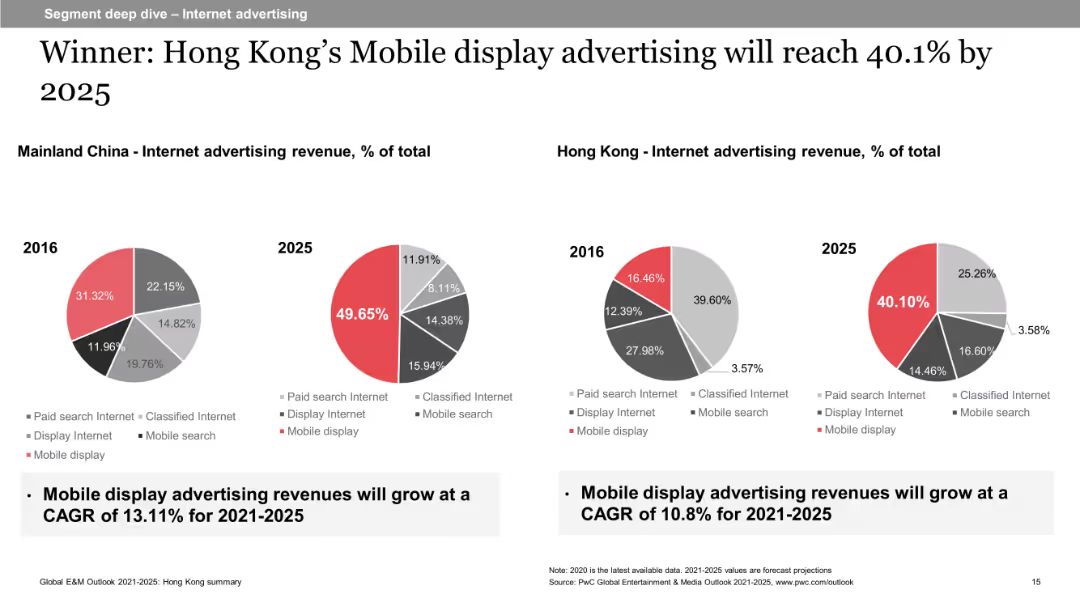 Segment deep dive – Internet advertising
Winner: Hong Kong's Mobile display advertising will reach 40.1% by
2025
Mainland China - Internet advertising revenue, % of total
2016
31.32%
22.15%
14.82%
19.76%
11.96%
Paid search Internet
Classified Internet
Display Internet
Mobile search
Mobile display
2025
49.65%
11.91%
8.11%
14.38%
15.94%
Paid search Internet
Classified Internet
Display Internet
Mobile search
Mobile display
• Mobile display advertising revenues will grow at a
CAGR of 13.11% for 2021-2025
Hong Kong - Internet advertising revenue, % of total
2016
16.46%
39.60%
12.39%
27.98%
3.57%
Paid search Internet
Classified Internet
Display Internet
Mobile search
Mobile display
2025
40.10%
25.26%
3.58%
16.60%
14.46%
Paid search Internet
Classified Internet
Display Internet
Mobile search
Mobile display
• Mobile display advertising revenues will grow at a
CAGR of 10.8% for 2021-2025
Global E&M Outlook 2021-2025: Hong Kong summary
Note: 2020 is the latest available data. 2021-2025 values are forecast projections
Source: PwC Global Entertainment & Media Outlook 2021-2025, www.pwc.com/outlook
15